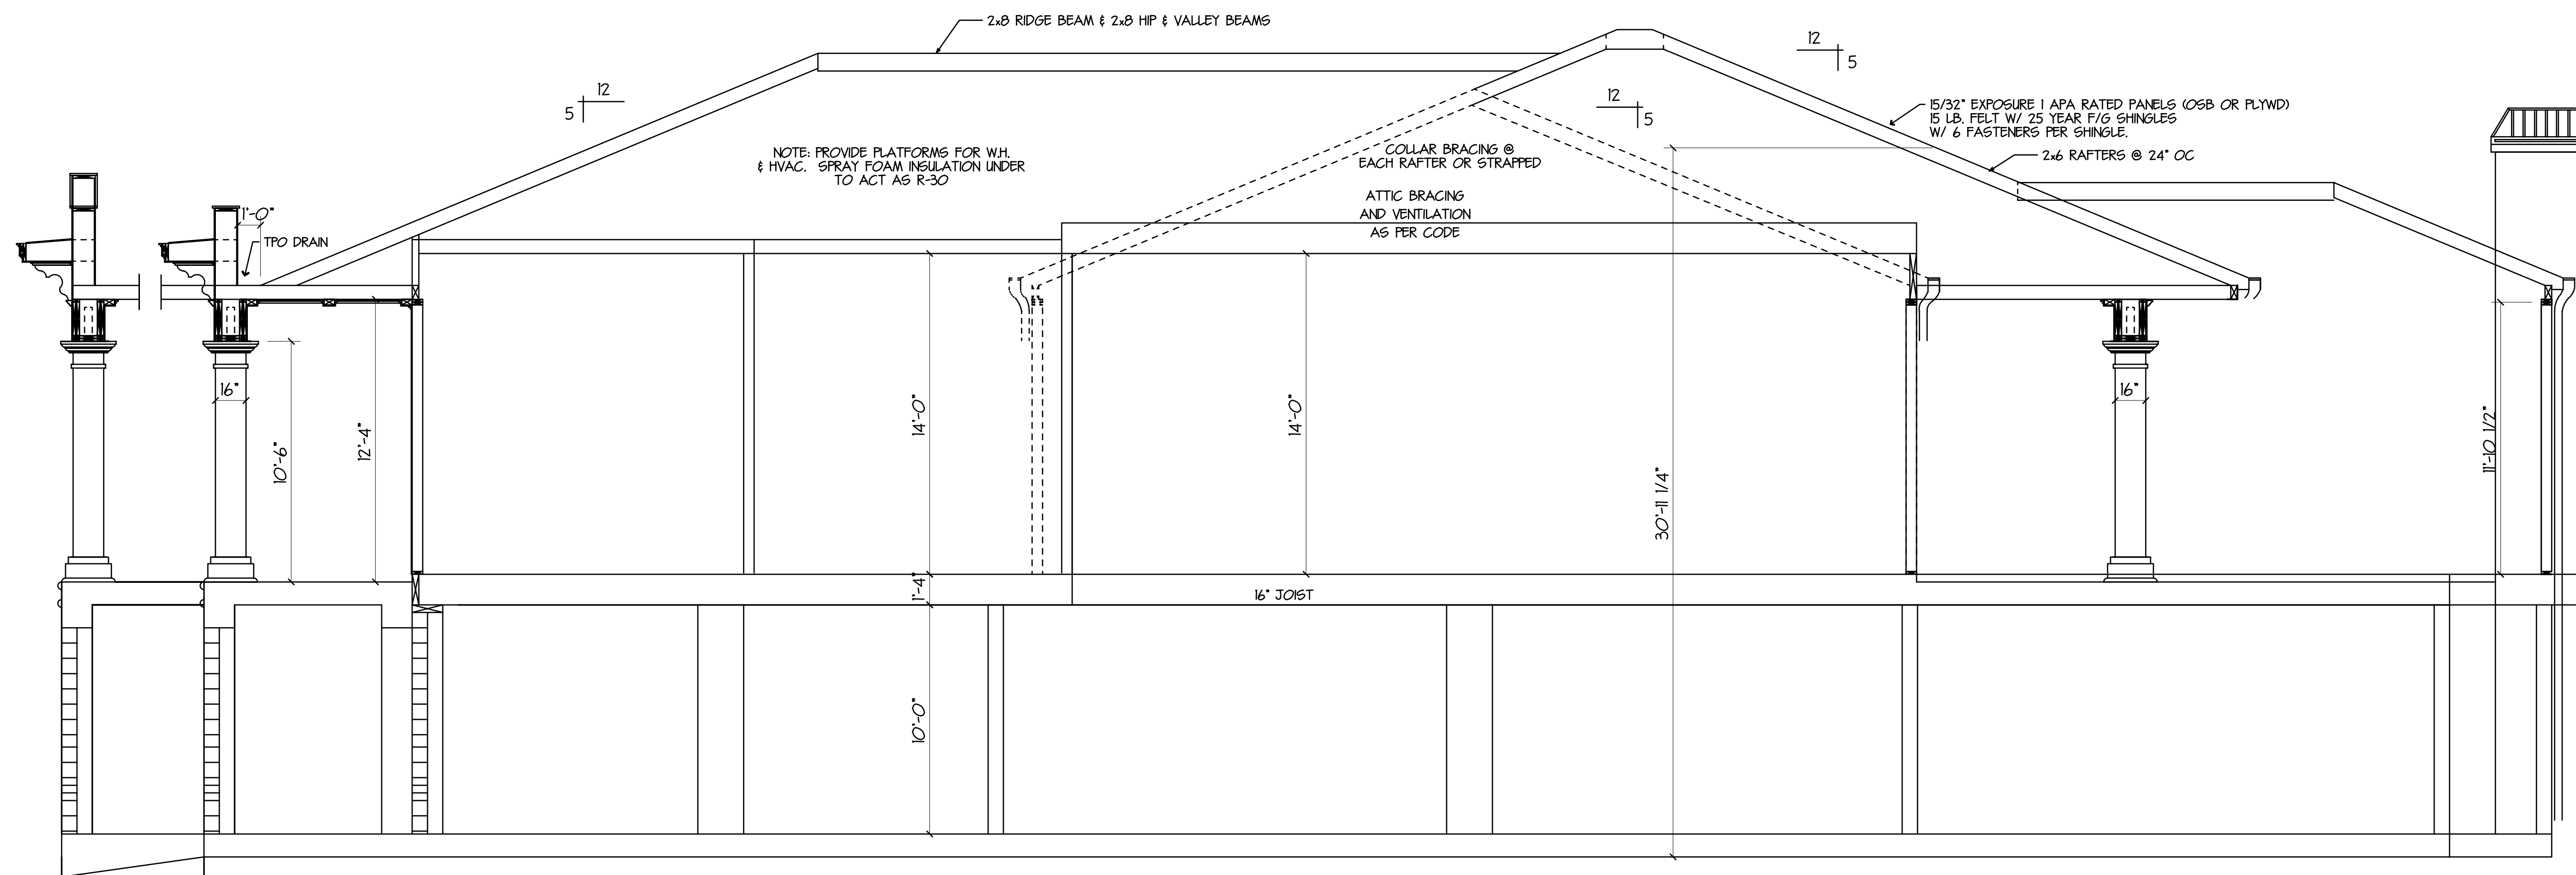 2x8 RIDGE BEAM & 2x8 HIP & VALLEY BEAMS
12
5
12
5
12
5
15/32" EXPOSURE 1 APA RATED PANELS (OSB OR PLYWD)
15 LB. FELT W/ 25 YEAR F/G SHINGLES
W/ 6 FASTENERS PER SHINGLE.
2x6 RAFTERS @ 24" OC
NOTE: PROVIDE PLATFORMS FOR W.H.
& HVAC. SPRAY FOAM INSULATION UNDER
TO ACT AS R-30
COLLAR BRACING @
EACH RAFTER OR STRAPPED
ATTIC BRACING
AND VENTILATION
AS PER CODE
1'-0"
TPO DRAIN
16"
10'-6"
12'-4"
14'-0"
14'-0"
30'-11 1/4"
16"
11'-10 1/2"
1'-4"
16" JOIST
10'-0"